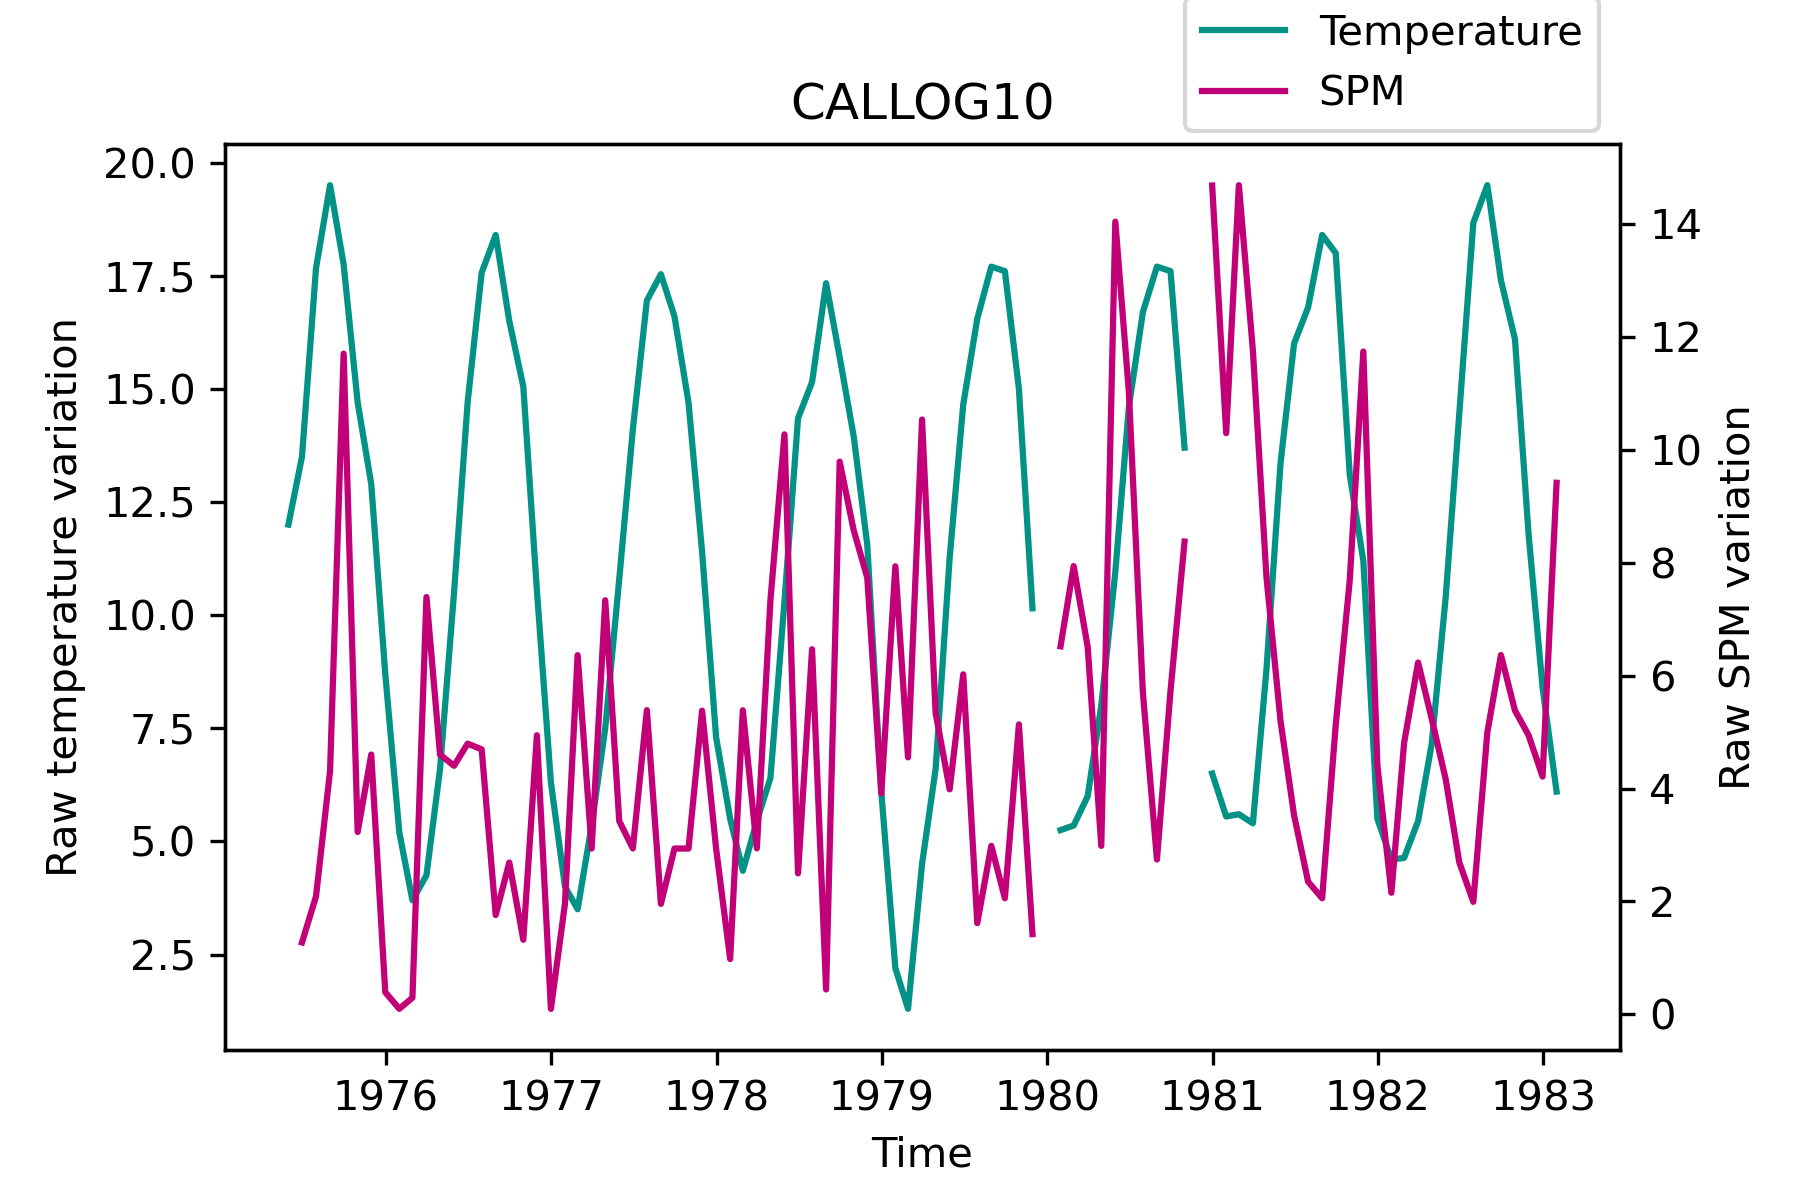 Temperature
SPM
CALLOG10
20.0
17.5
15.0
12.5
10.0
7.5
5.0
2.5
Raw temperature variation
14
12
10
8
6
4
2
0
Raw SPM variation
1976 1977 1978 1979 1980 1981 1982 1983
Time